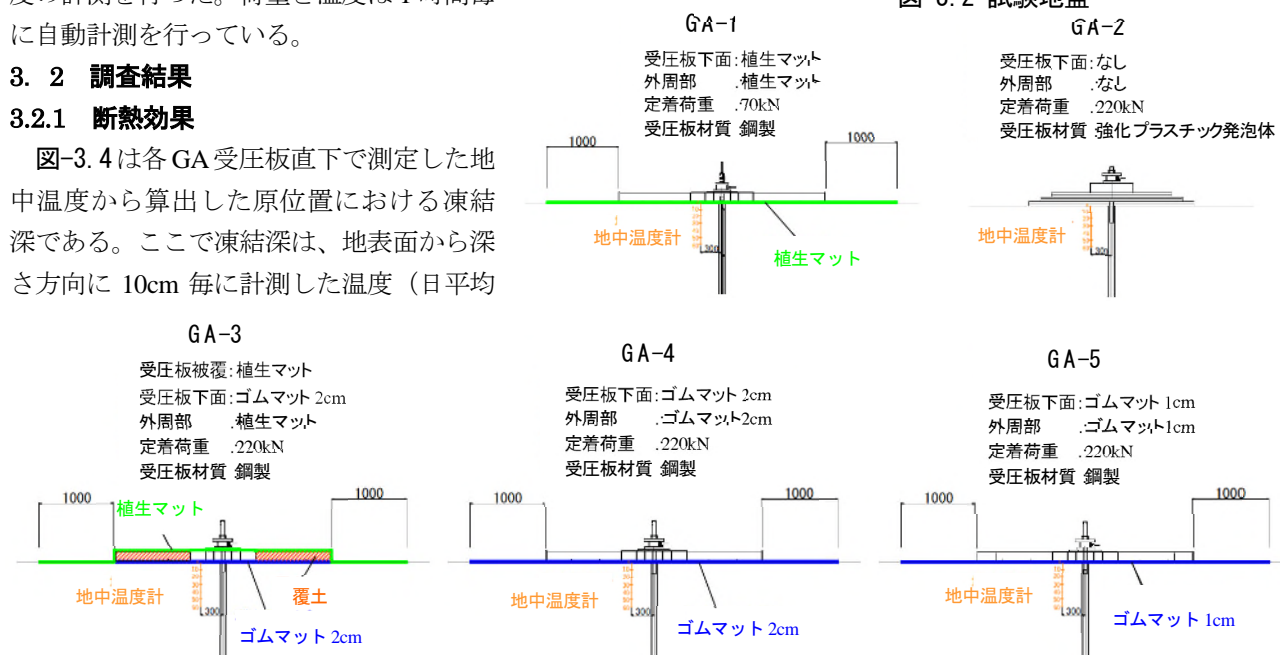 度の計測を行った。荷重と温度は1時間毎
に自動計測を行っている。
3. 2 調査結果
3.2.1 断熱効果
図-3.4は各GA受圧板直下で測定した地
中温度から算出した原位置における凍結
深である。ここで凍結深は、地表面から深
さ方向に 10cm 毎に計測した温度（日平均
図-3.2 試験地盤
GA-1
受圧板下面:植生マット
外周部 :植生マット
定着荷重 :70kN
受圧板材質 鋼製
1000
1000
地中温度計
300
植生マット
GA-2
受圧板下面:なし
外周部 :なし
定着荷重 :220kN
受圧板材質 強化プラスチック発泡体
地中温度計
300
GA-3
受圧板被覆:植生マット
受圧板下面:ゴムマット 2cm
外周部 :植生マット
定着荷重 :220kN
受圧板材質 鋼製
1000
1000
植生マット
地中温度計
300
覆土
ゴムマット 2cm
GA-4
受圧板下面:ゴムマット 2cm
外周部 :ゴムマット2cm
定着荷重 :220kN
受圧板材質 鋼製
1000
1000
地中温度計
300
ゴムマット 2cm
GA-5
受圧板下面:ゴムマット 1cm
外周部 :ゴムマット1cm
定着荷重 :220kN
受圧板材質 鋼製
1000
1000
地中温度計
300
ゴムマット 1cm